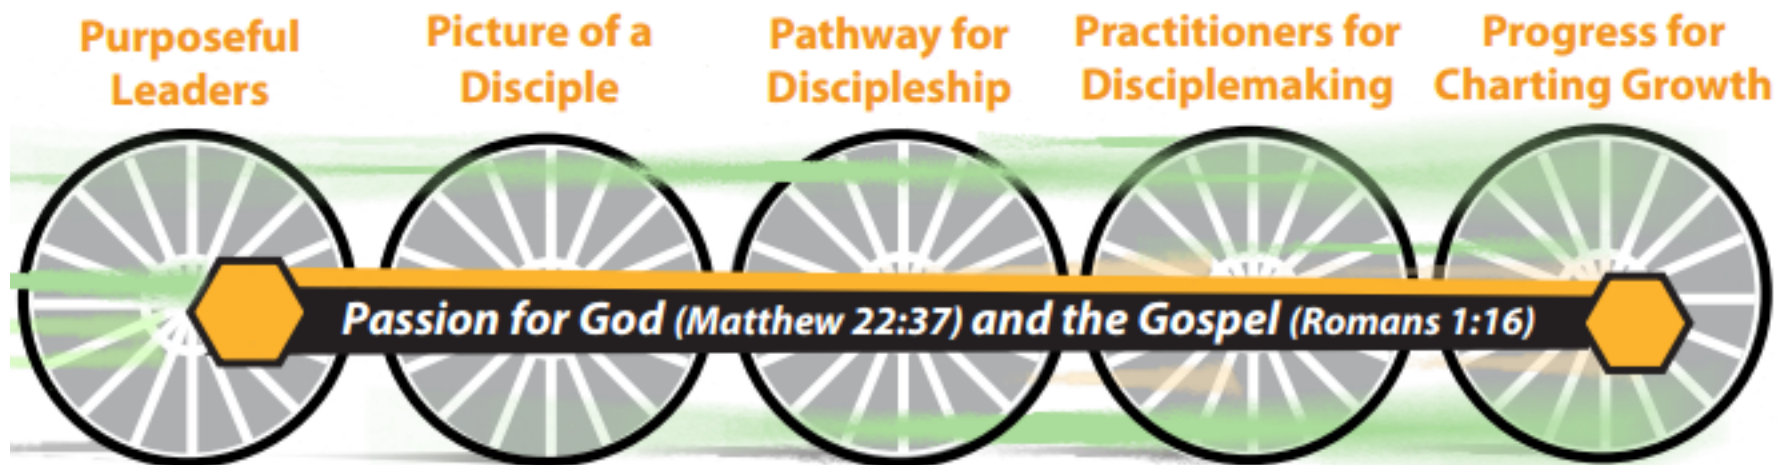 Purposeful
Leaders
Picture of a
Disciple
Pathway for
Discipleship
Practitioners for
Disciplemaking
Progress for
Charting Growth
Passion for God (Matthew 22:37) and the Gospel (Romans 1:16)